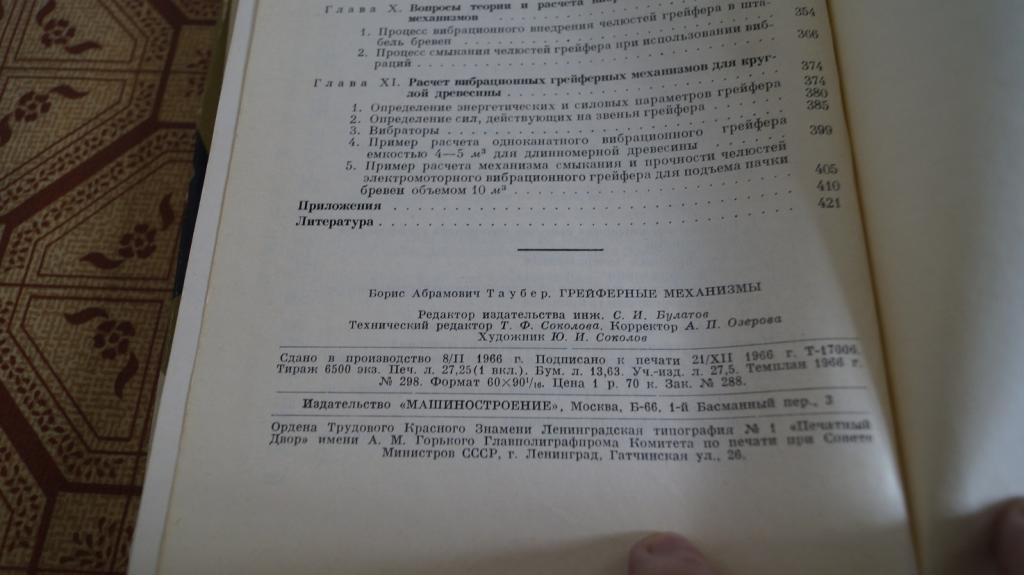 Глава X. Вопросы теории и расчета
механизмов
1. Процесс вибрационного внедрения челюстей грейфера в шта-
бель бревен . . . . . . . . . . . . . . . . . . . . 354
2. Процесс смыкания челюстей грейфера при использовании виб-
раций . . . . . . . . . . . . . . . . . . . . 366
Глава XI. Расчет вибрационных грейферных механизмов для круг-
лой древесины . . . . . . . . . . . . . . . . . . . . 374
1. Определение энергетических и силовых параметров грейфера 374
2. Определение сил, действующих на звенья грейфера . . . . . 380
3. Вибраторы . . . . . . . . . . . . . . . . . . . . 385
4. Пример расчета одноканатного вибрационного грейфера
емкостью 4—5 м³ для длинномерной древесины . . . . . . 399
5. Пример расчета механизма смыкания и прочности челюстей
электромоторного вибрационного грейфера для подъема пачки
бревен объемом 10 м³ . . . . . . . . . . . . . . . . . . . . 405
Приложения . . . . . . . . . . . . . . . . . . . . 410
Литература . . . . . . . . . . . . . . . . . . . . 421
Борис Абрамович Таубер. ГРЕЙФЕРНЫЕ МЕХАНИЗМЫ
Редактор издательства инж. С. И. Булатов
Технический редактор Т. Ф. Соколова. Корректор А. П. Озерова
Художник Ю. И. Соколов
Сдано в производство 8/II 1966 г. Подписано к печати 21/XII 1966 г. Т-17006.
Тираж 6500 экз. Печ. л. 27,25(1 вкл.). Бум. л. 13,63. Уч.-изд. л. 27,5. Темплан 1966 г.
№ 298. Формат 60×90¹/₁₆. Цена 1 р. 70 к. Зак. № 288.
Издательство «МАШИНОСТРОЕНИЕ», Москва, Б-66, 1-й Басманный пер., 3
Ордена Трудового Красного Знамени Ленинградская типография № 1 «Печатный
Двор» имени А. М. Горького Главполиграфпрома Комитета по печати при Совете
Министров СССР, г. Ленинград, Гатчинская ул., 26.